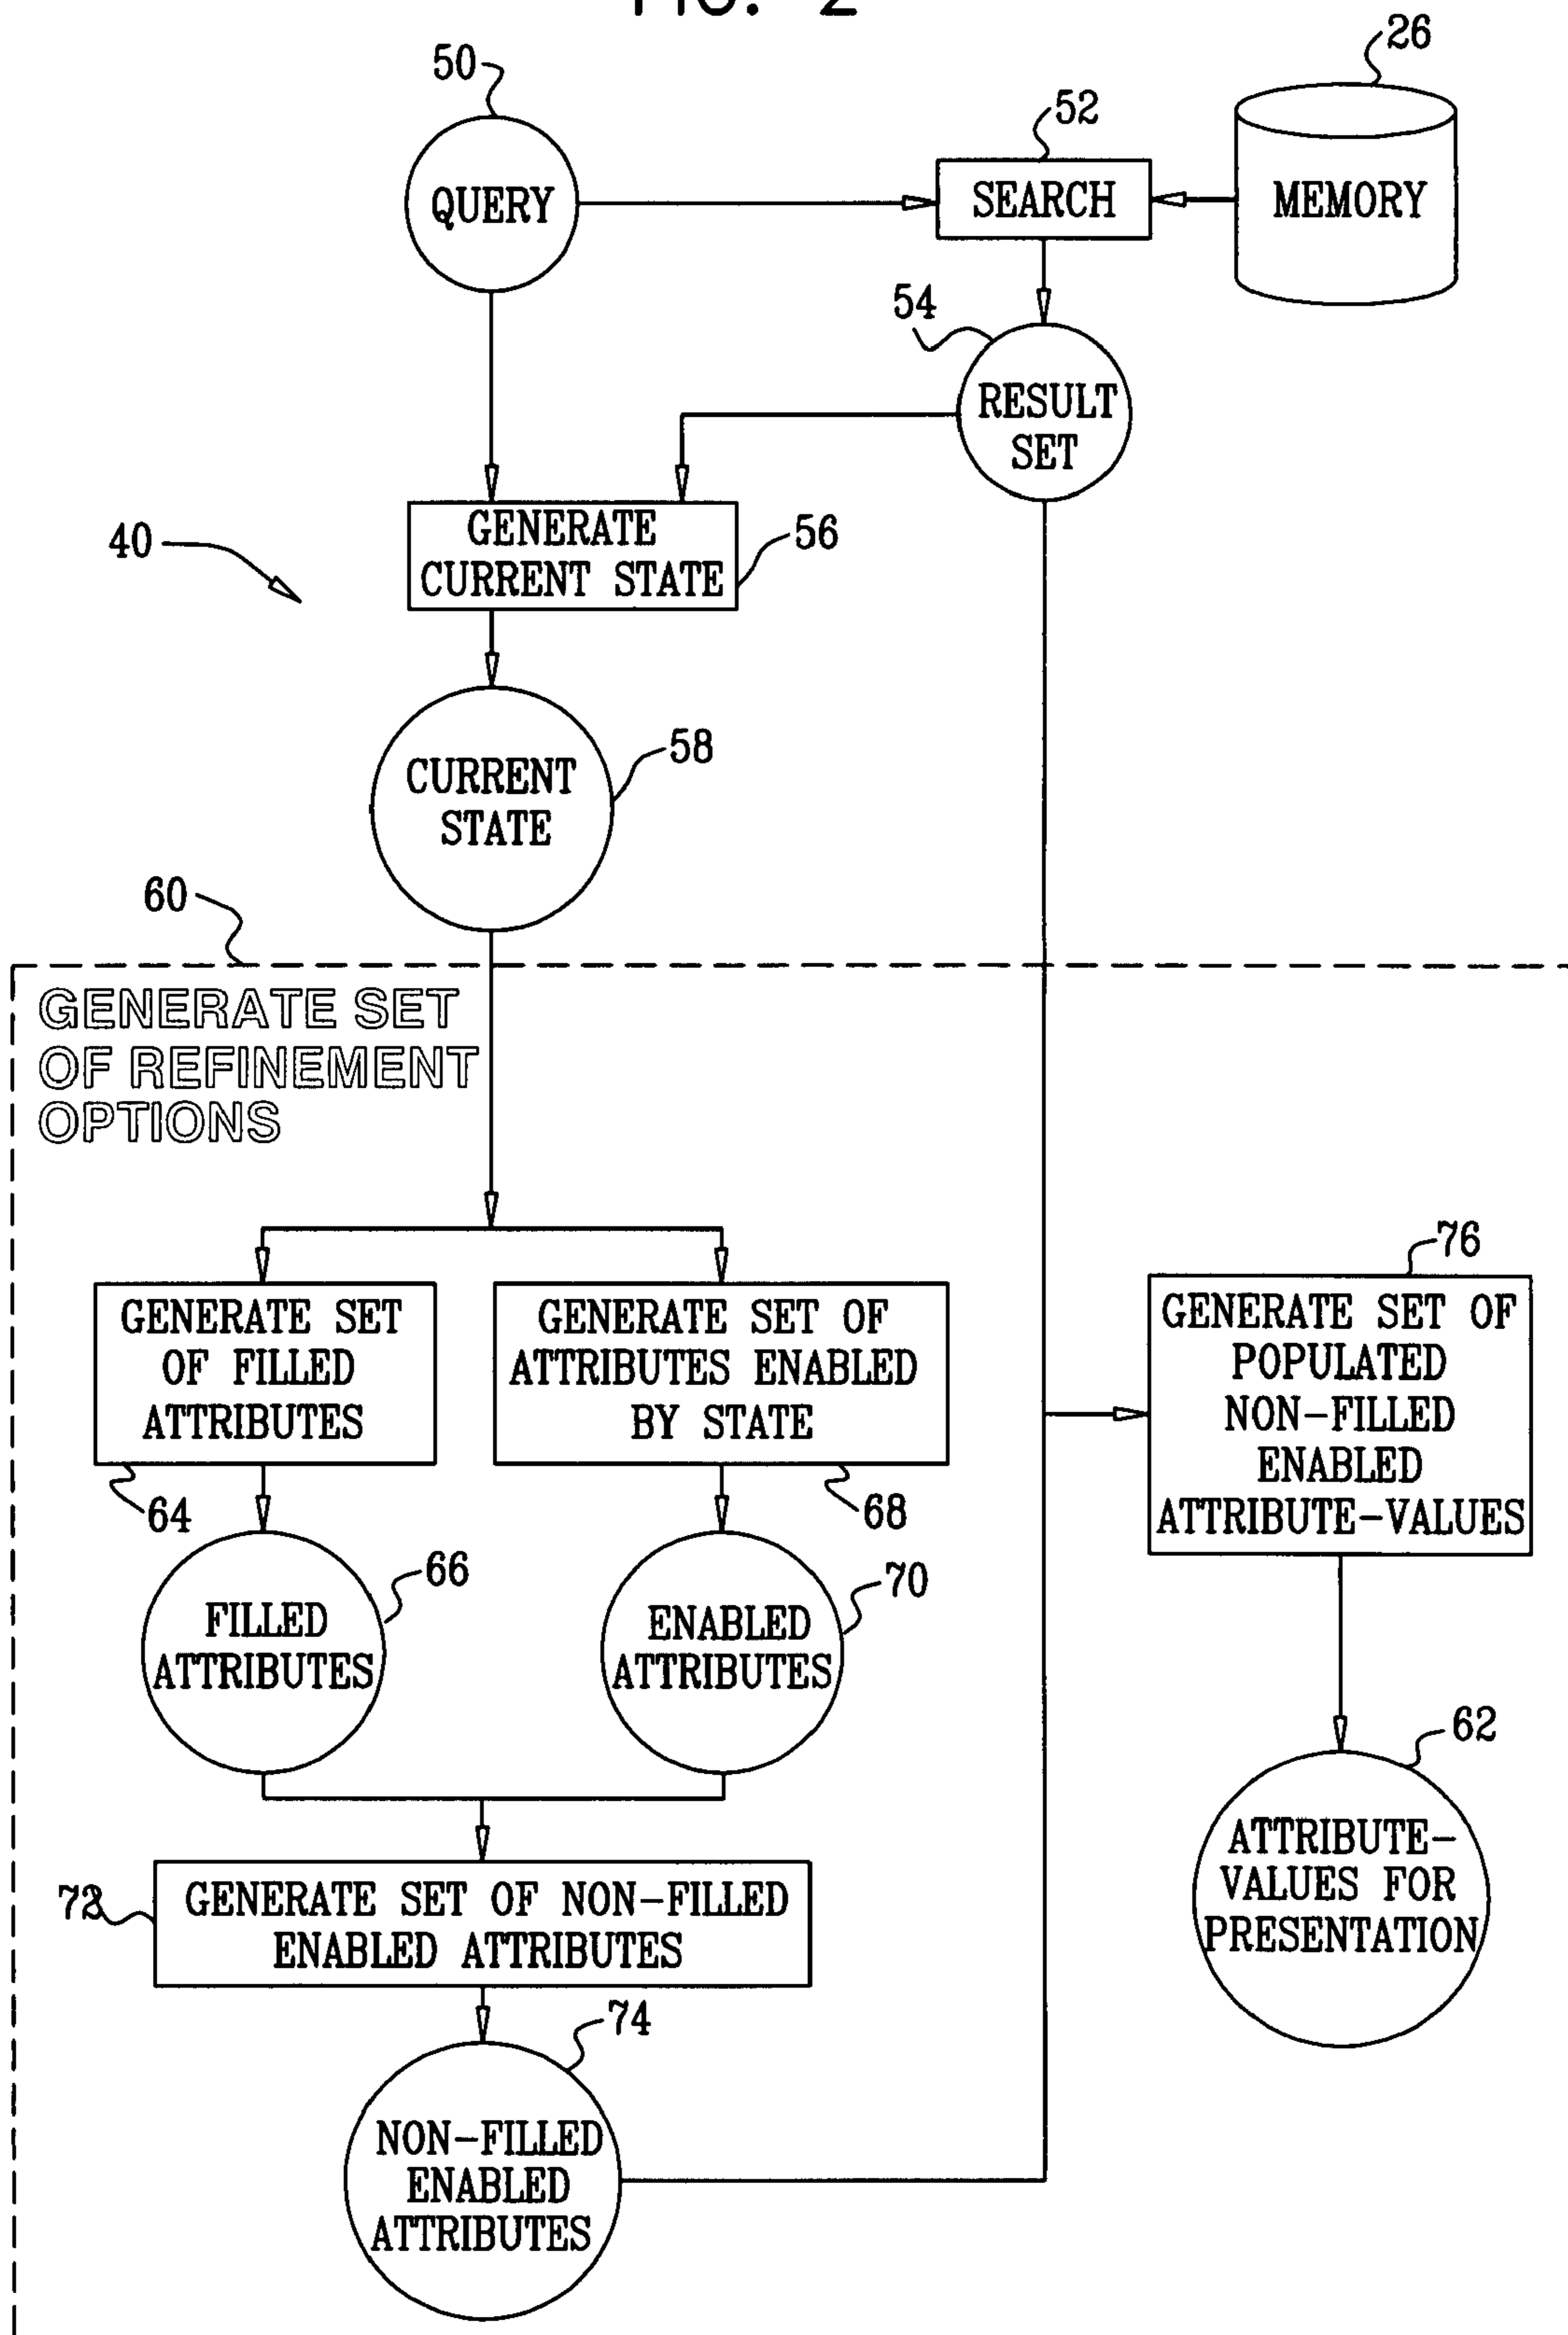 FIG. 2
50
26
52
QUERY
SEARCH
MEMORY
54
RESULT
SET
GENERATE
CURRENT STATE
56
40
CURRENT
STATE
58
60
GENERATE SET
OF REFINEMENT
OPTIONS
76
GENERATE SET
OF FILLED
ATTRIBUTES
GENERATE SET OF
ATTRIBUTES ENABLED
BY STATE
GENERATE SET OF
POPULATED
NON-FILLED
ENABLED
ATTRIBUTE-VALUES
64
68
66
70
FILLED
ATTRIBUTES
ENABLED
ATTRIBUTES
62
ATTRIBUTE-
VALUES FOR
PRESENTATION
72
GENERATE SET OF NON-FILLED
ENABLED ATTRIBUTES
74
NON-FILLED
ENABLED
ATTRIBUTES